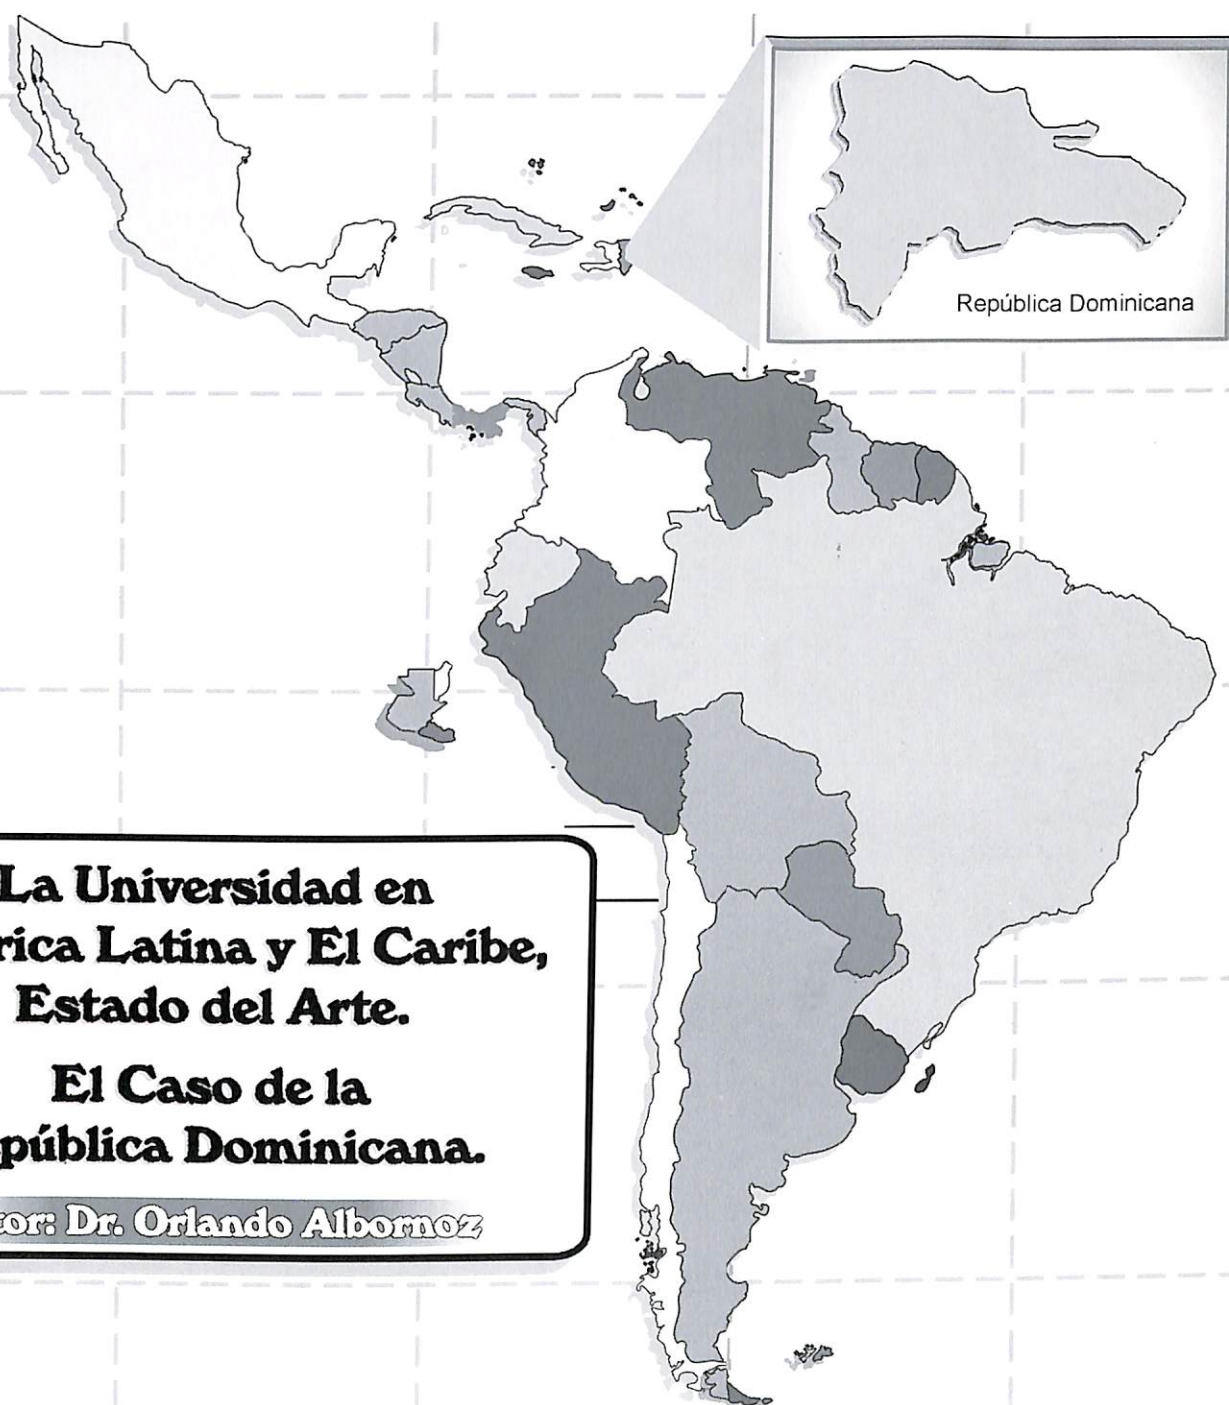 República Dominicana
La Universidad en
rica Latina y El Caribe,
Estado del Arte.
El Caso de la
pública Dominicana.
or: Dr. Orlando Albornoz